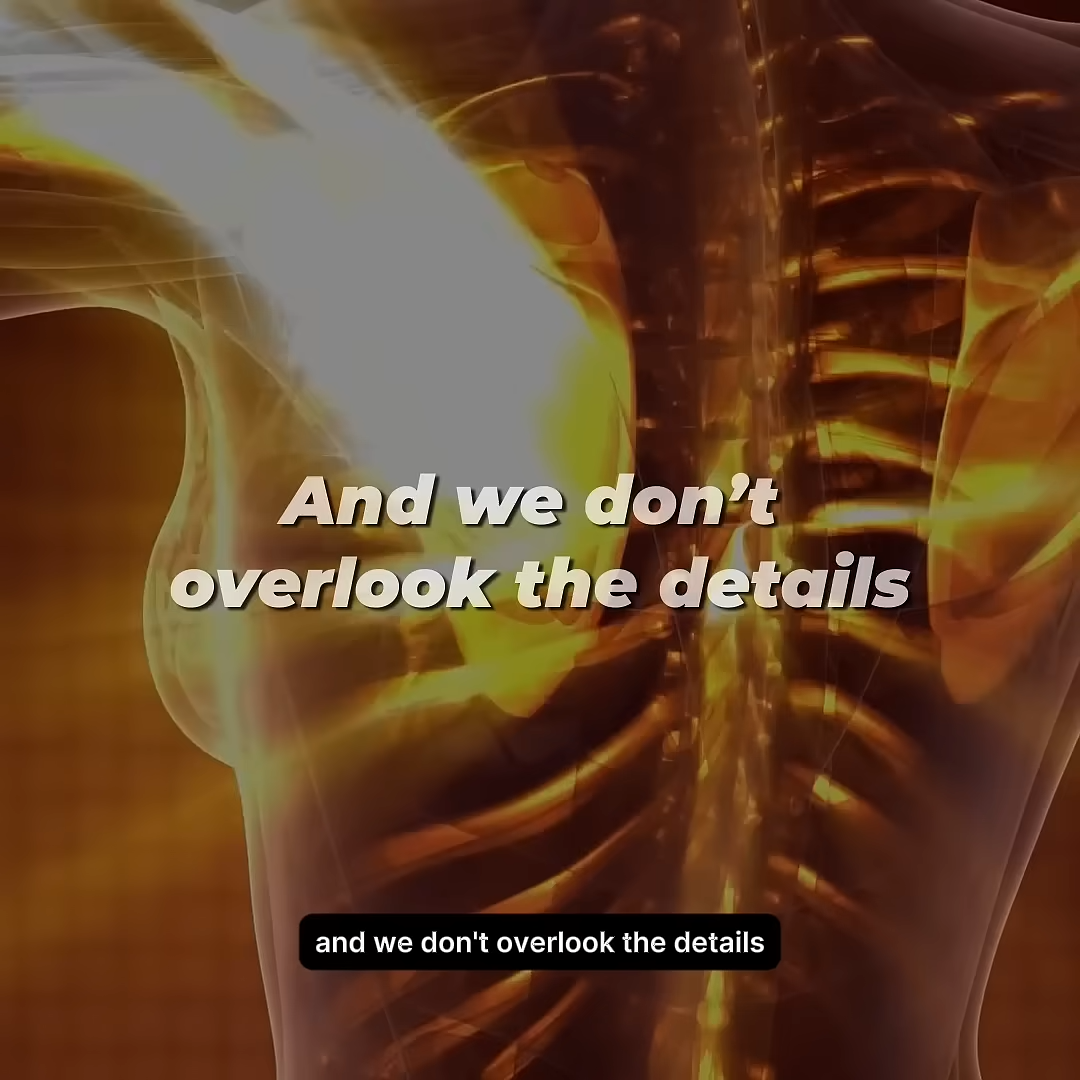 And we don’t
overlook the details
and we don't overlook the details